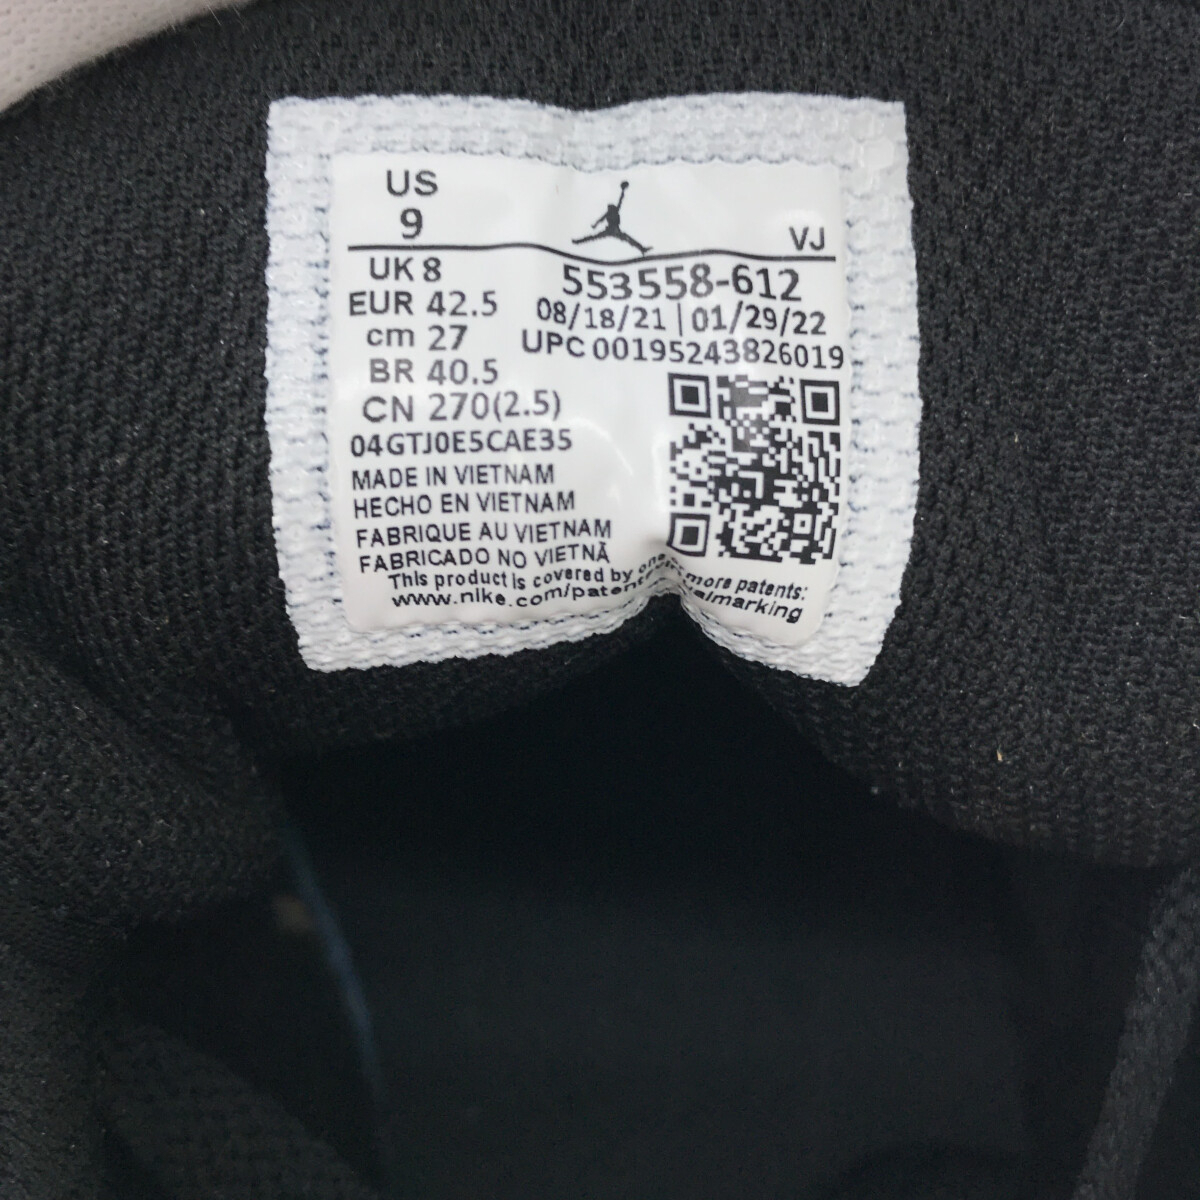 US
9
VJ
UK 8
EUR 42.5
cm 27
BR 40.5
CN 270(2.5)
553558-612
08/18/21 | 01/29/22
UPC 00195243826019
04GTJ0E5CAE35
MADE IN VIETNAM
HECHO EN VIETNAM
FABRIQUE AU VIETNAM
FABRICADO NO VIETNÃ
This product is covered by one more patents:
www.nike.com/patent